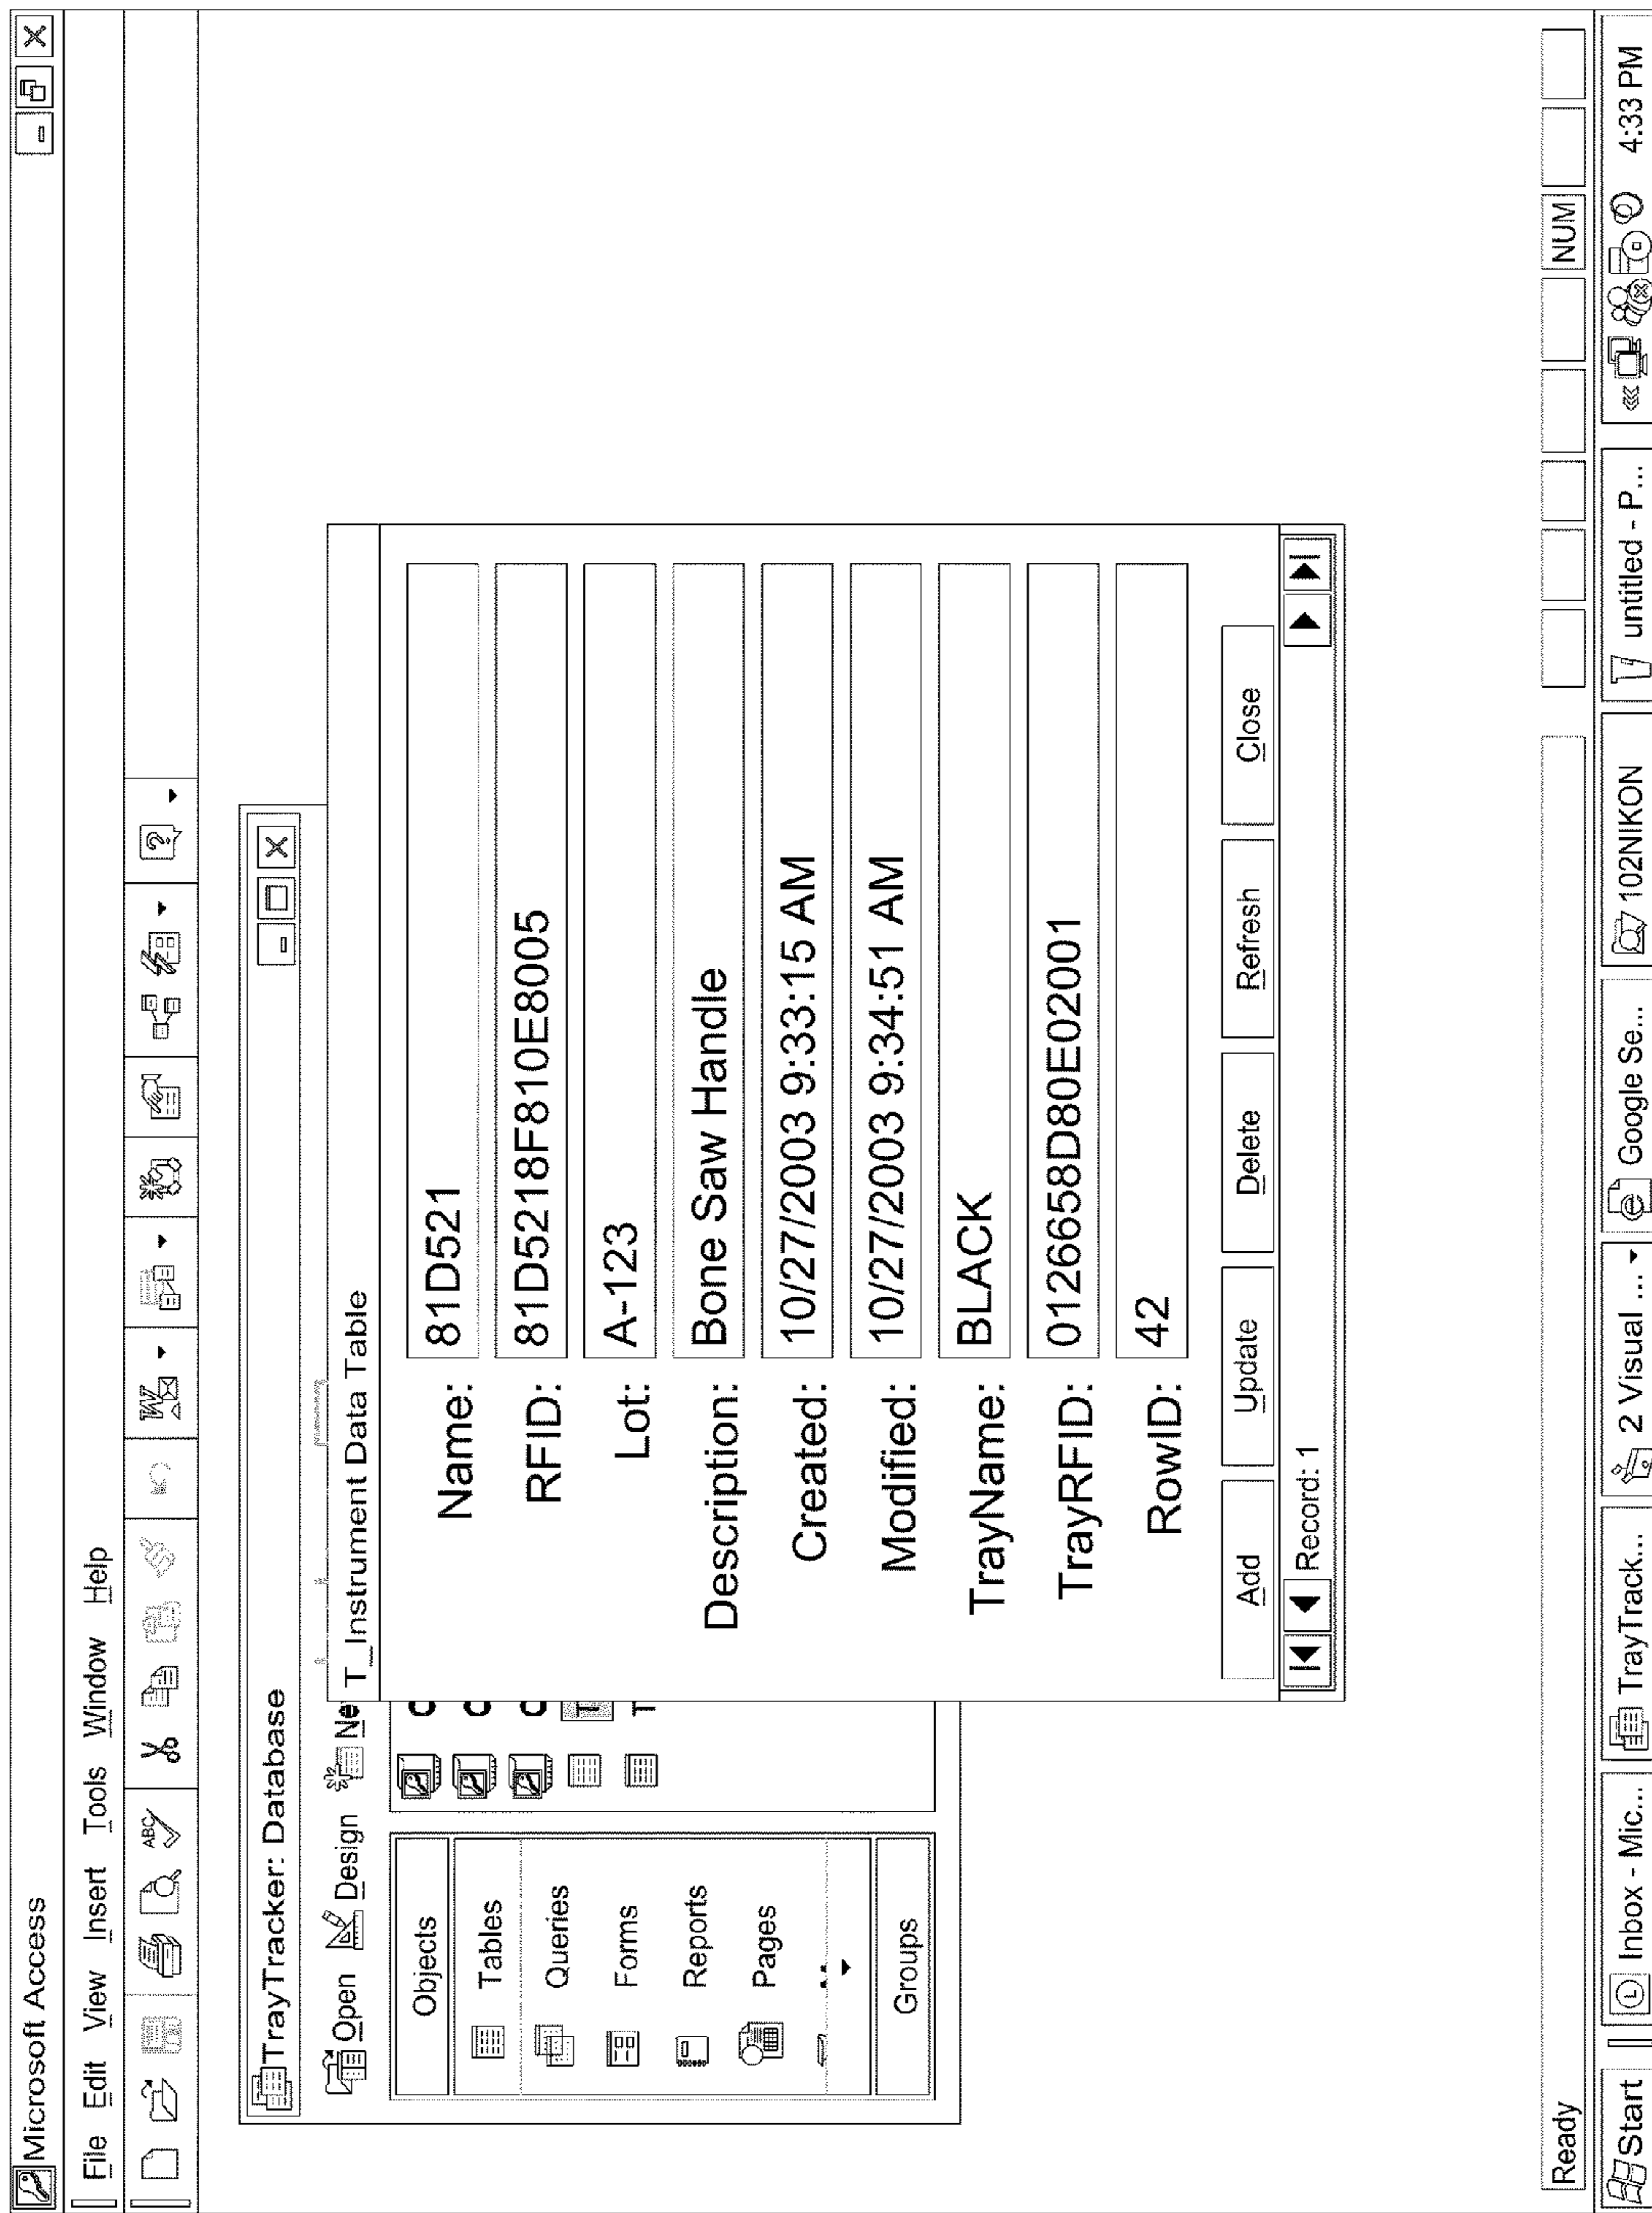 Microsoft Access
File Edit View Insert Tools Window Help
ABC
W
?
TrayTracker: Database
Open Design Ne
T_Instrument Data Table
Objects
Tables
Queries
Forms
Reports
Pages
Groups
Name: 81D521
RFID: 81D5218F810E8005
Lot: A-123
Description: Bone Saw Handle
Created: 10/27/2003 9:33:15 AM
Modified: 10/27/2003 9:34:51 AM
TrayName: BLACK
TrayRFID: 0126658D80E02001
RowID: 42
Add Update Delete Refresh Close
Record: 1
Ready NUM
Start Inbox - Mic... TrayTrack... 2 Visual ... Google Se... 102NIKON untitled - P... 4:33 PM